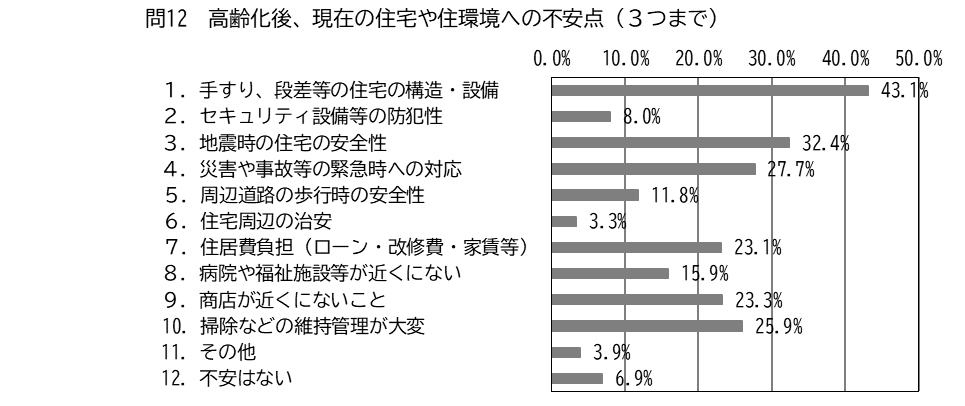 問12　高齢化後、現在の住宅や住環境への不安点（３つまで）
0.0% 10.0% 20.0% 30.0% 40.0% 50.0%
１．手すり、段差等の住宅の構造・設備 43.1%
２．セキュリティ設備等の防犯性 8.0%
３．地震時の住宅の安全性 32.4%
４．災害や事故等の緊急時への対応 27.7%
５．周辺道路の歩行時の安全性 11.8%
６．住宅周辺の治安 3.3%
７．住居費負担（ローン・改修費・家賃等） 23.1%
８．病院や福祉施設等が近くにない 15.9%
９．商店が近くにないこと 23.3%
10．掃除などの維持管理が大変 25.9%
11．その他 3.9%
12．不安はない 6.9%